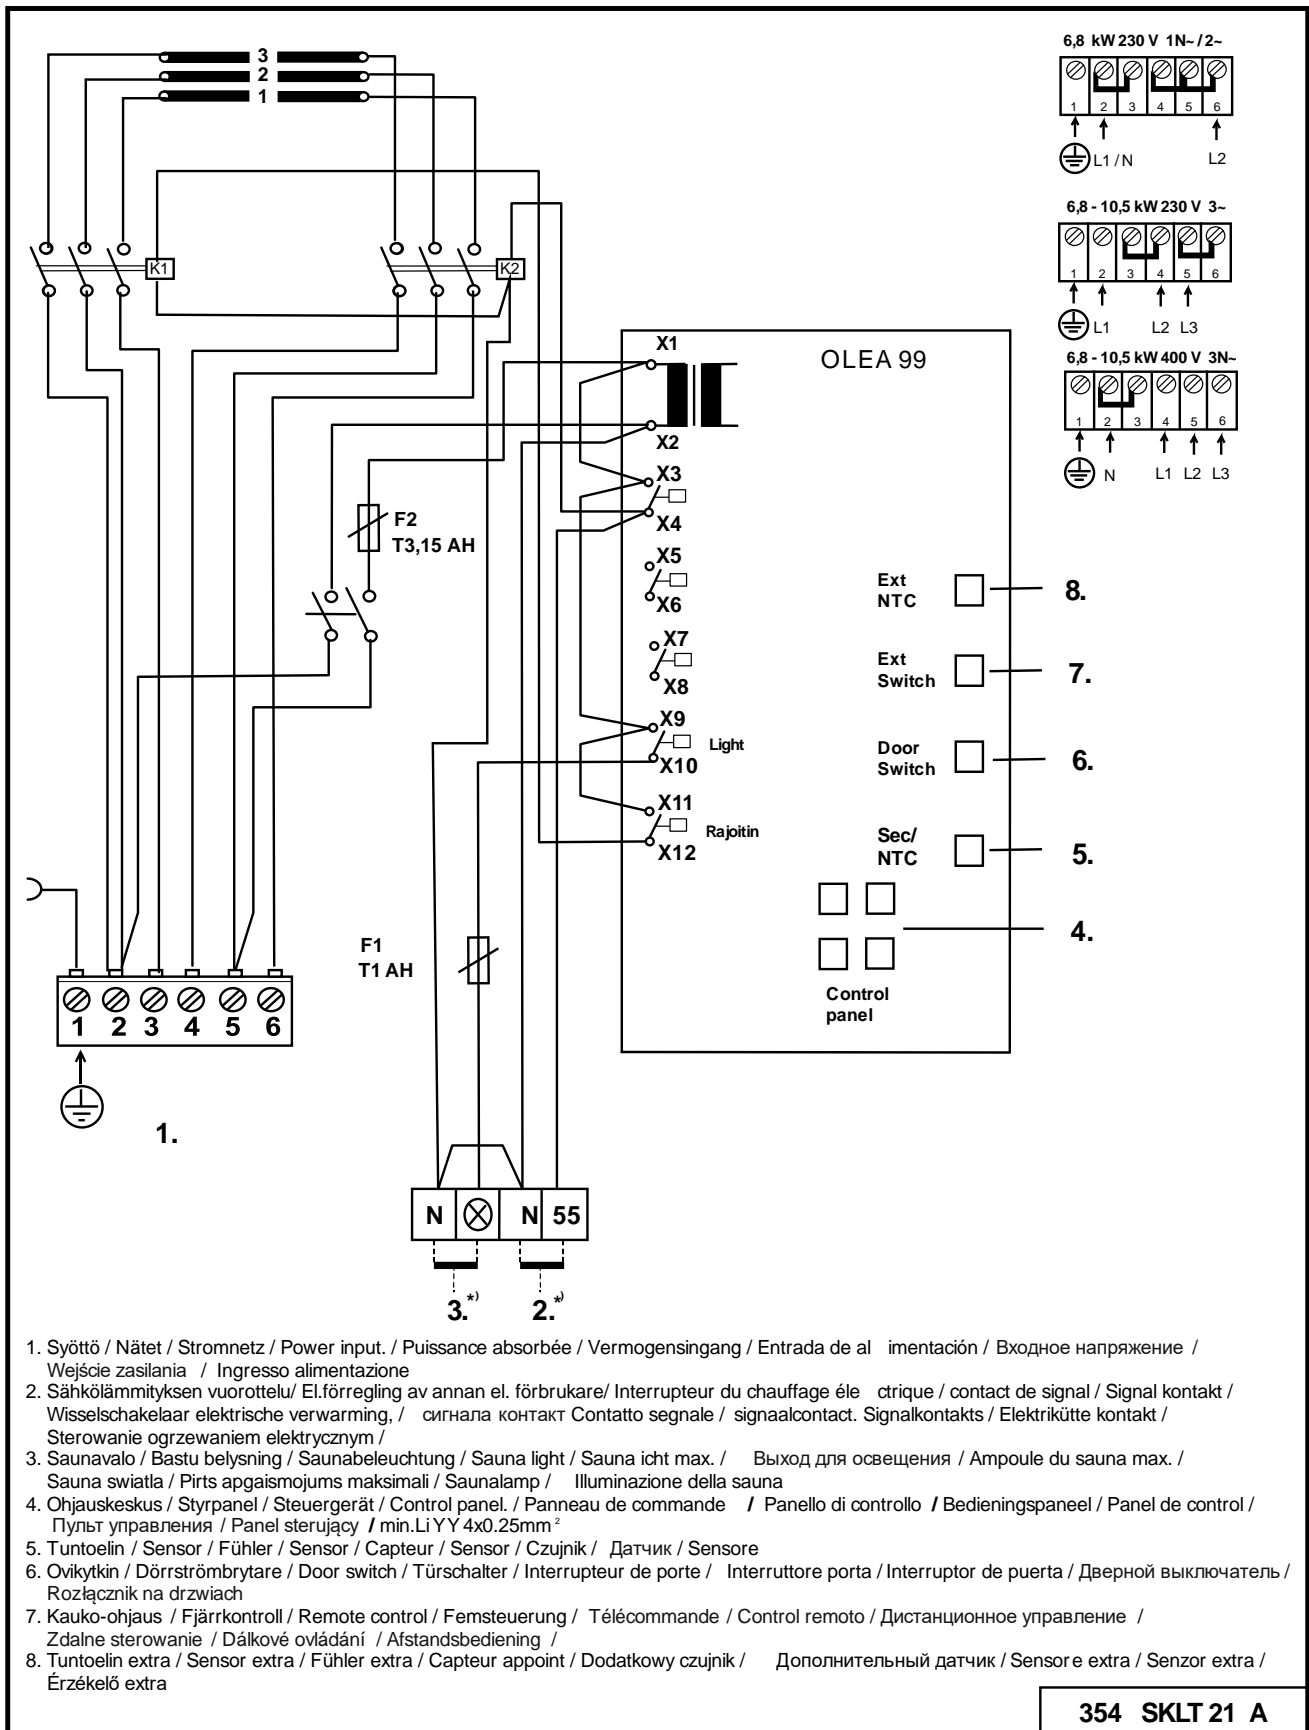 3
2
1
K1
K2
6,8 kW 230 V 1N~ / 2~
1 2 3 4 5 6
L1 / N L2
6,8 - 10,5 kW 230 V 3~
1 2 3 4 5 6
L1 L2 L3
6,8 - 10,5 kW 400 V 3N~
1 2 3 4 5 6
N L1 L2 L3
OLEA 99
X1
X2
X3
X4
X5
X6
X7
X8
X9
Light
X10
X11
Rajoitin
X12
F2
T3,15 AH
Ext
NTC
8.
Ext
Switch
7.
Door
Switch
6.
Sec/
NTC
5.
4.
Control
panel
F1
T1 AH
1 2 3 4 5 6
1.
N N 55
3.*) 2.*)
1. Syöttö / Nätet / Stromnetz / Power input. / Puissance absorbée / Vermogensingang / Entrada de al imentación / Входное напряжение /
Wejście zasilania / Ingresso alimentazione
2. Sähkölämmityksen vuorottelu/ El.förregling av annan el. förbrukare/ Interrupteur du chauffage éle ctrique / contact de signal / Signal kontakt /
Wisselschakelaar elektrische verwarming, / сигнала контакт Contatto segnale / signaalcontact. Signalkontakts / Elektrikütte kontakt /
Sterowanie ogrzewaniem elektrycznym /
3. Saunavalo / Bastu belysning / Saunabeleuchtung / Sauna light / Sauna icht max. / Выход для освещения / Ampoule du sauna max. /
Sauna swiatla / Pirts apgaismojums maksimali / Saunalamp / Illuminazione della sauna
4. Ohjauskeskus / Styrpanel / Steuergerät / Control panel. / Panneau de commande / Panello di controllo / Bedieningspaneel / Panel de control /
Пульт управления / Panel sterujący / min.Li YY 4x0.25mm²
5. Tuntoelin / Sensor / Fühler / Sensor / Capteur / Sensor / Czujnik / Датчик / Sensore
6. Ovikytkin / Dörrströmbrytare / Door switch / Türschalter / Interrupteur de porte / Interruttore porta / Interruptor de puerta / Дверной выключатель /
Rozłącznik na drzwiach
7. Kauko-ohjaus / Fjärrkontroll / Remote control / Femsteuerung / Télécommande / Control remoto / Дистанционное управление /
Zdalne sterowanie / Dálkové ovládání / Afstandsbediening /
8. Tuntoelin extra / Sensor extra / Fühler extra / Capteur appoint / Dodatkowy czujnik / Дополнительный датчик / Sensore extra / Senzor extra /
Érzékelő extra
354 SKLT 21 A